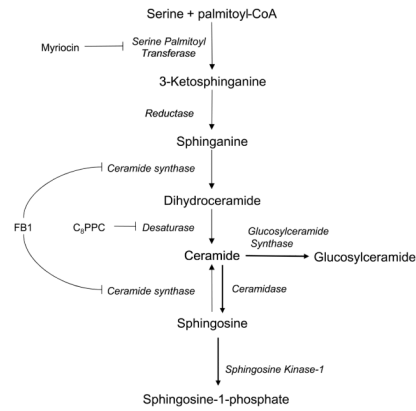 Serine + palmitoyl-CoA
Myriocin
Serine Palmitoyl
Transferase
3-Ketosphinganine
Reductase
Sphinganine
Ceramide synthase
Dihydroceramide
FB1
C₈PPC
Desaturase
Glucosylceramide
Synthase
Ceramide
Glucosylceramide
Ceramidase
Ceramide synthase
Sphingosine
Sphingosine Kinase-1
Sphingosine-1-phosphate